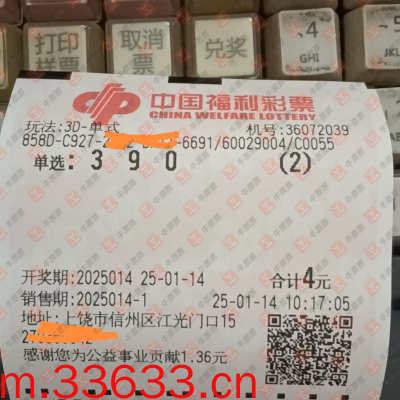 打印
样票
取消
票
兑奖
4
GHI
5
JKL
中国福利彩票
CHINA WELFARE LOTTERY
玩法:3D-单式 机号:36072039
858D-C927- -6691/60029004/C0055
单选: 3 9 0 (2)
开奖期:2025014 25-01-14 合计4元
销售期:2025014-1 25-01-14 10:17:05
地址:上饶市信州区江光门口15
感谢您为公益事业贡献1.36元
m.33633.cn